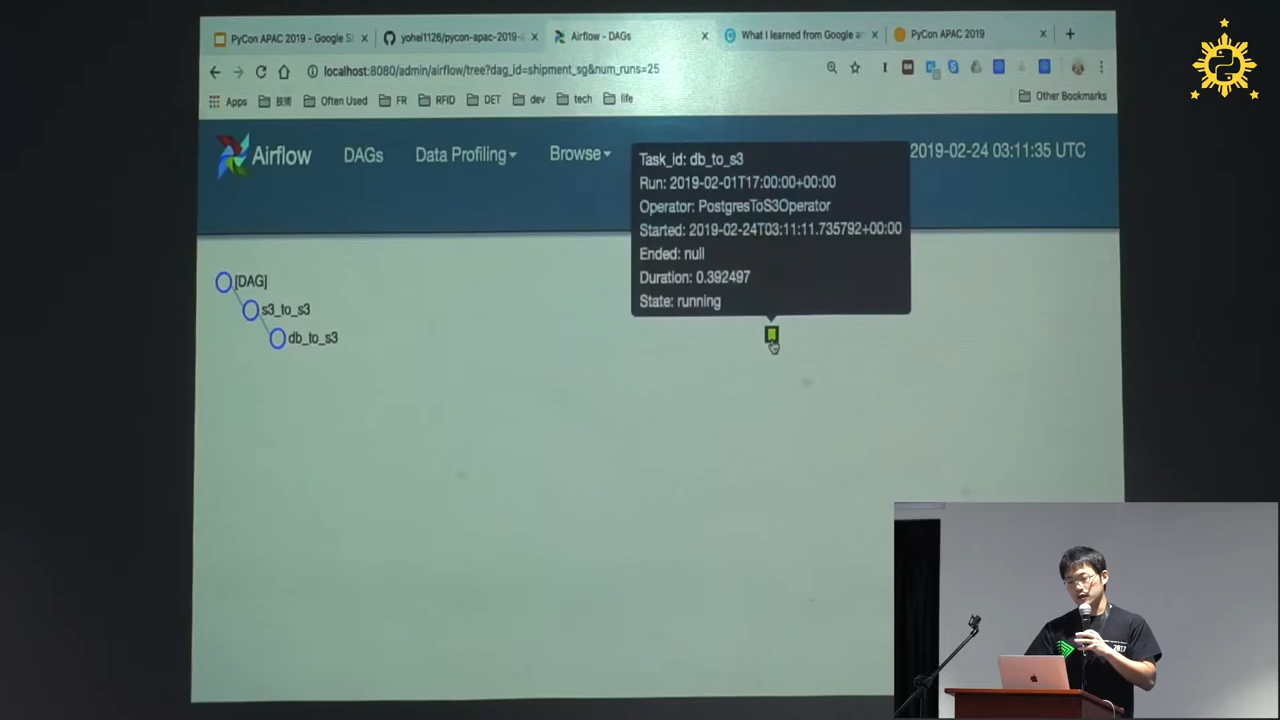 PyCon APAC 2019 - Google S
yohei1126/pycon-apac-2019-
Airflow - DAGs
What I learned from Google an
PyCon APAC 2019
localhost:8080/admin/airflow/tree?dag_id=shipment_sg&num_runs=25
Apps
技術
Often Used
FR
RFID
DET
dev
tech
life
Other Bookmarks
Airflow
DAGs
Data Profiling
Browse
2019-02-24 03:11:35 UTC
Task_id: db_to_s3
Run: 2019-02-01T17:00:00+00:00
Operator: PostgresToS3Operator
Started: 2019-02-24T03:11:11.735792+00:00
Ended: null
Duration: 0.392497
State: running
[DAG]
s3_to_s3
db_to_s3
2017